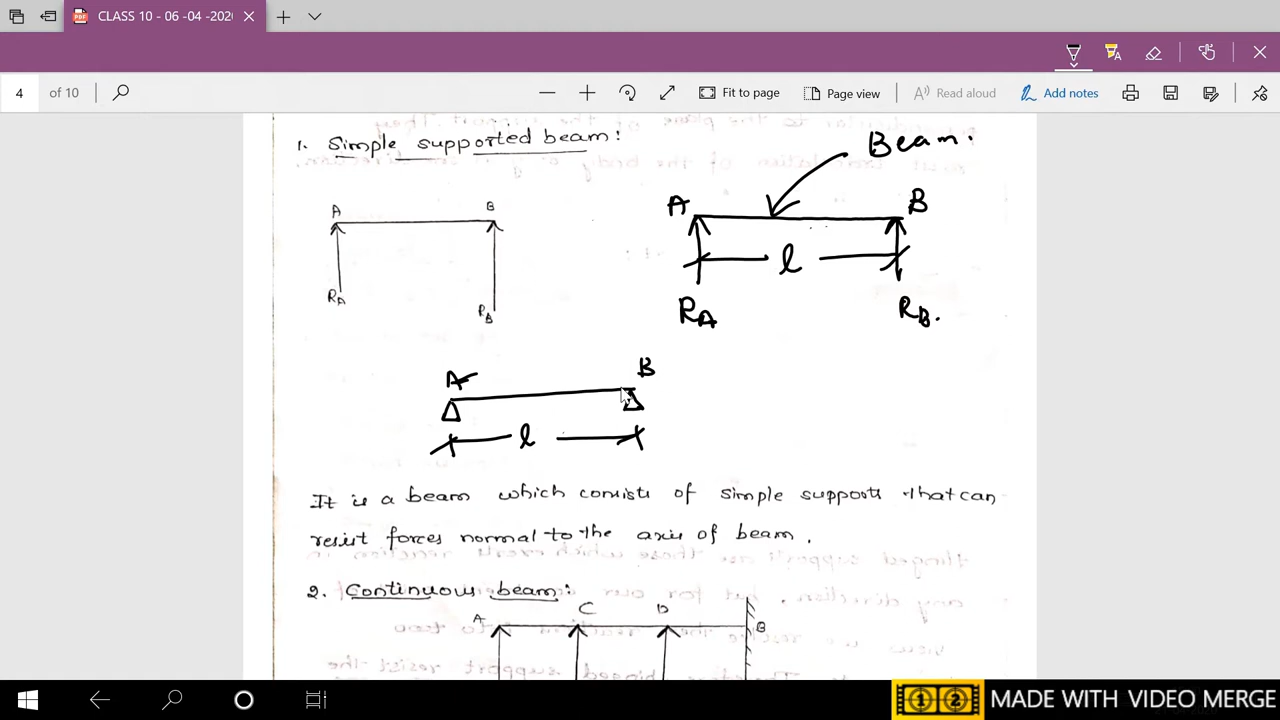 CLASS 10 - 06 -04 -2020
4 of 10
Fit to page
Page view
Read aloud
Add notes
1. Simple supported beam:
Beam.
A B
A B
l
RA RB
RA RB.
A B
l
It is a beam which consists of simple supports that can
resist forces normal to the axis of beam.
2. Continuous beam:
A C D B
MADE WITH VIDEO MERGE